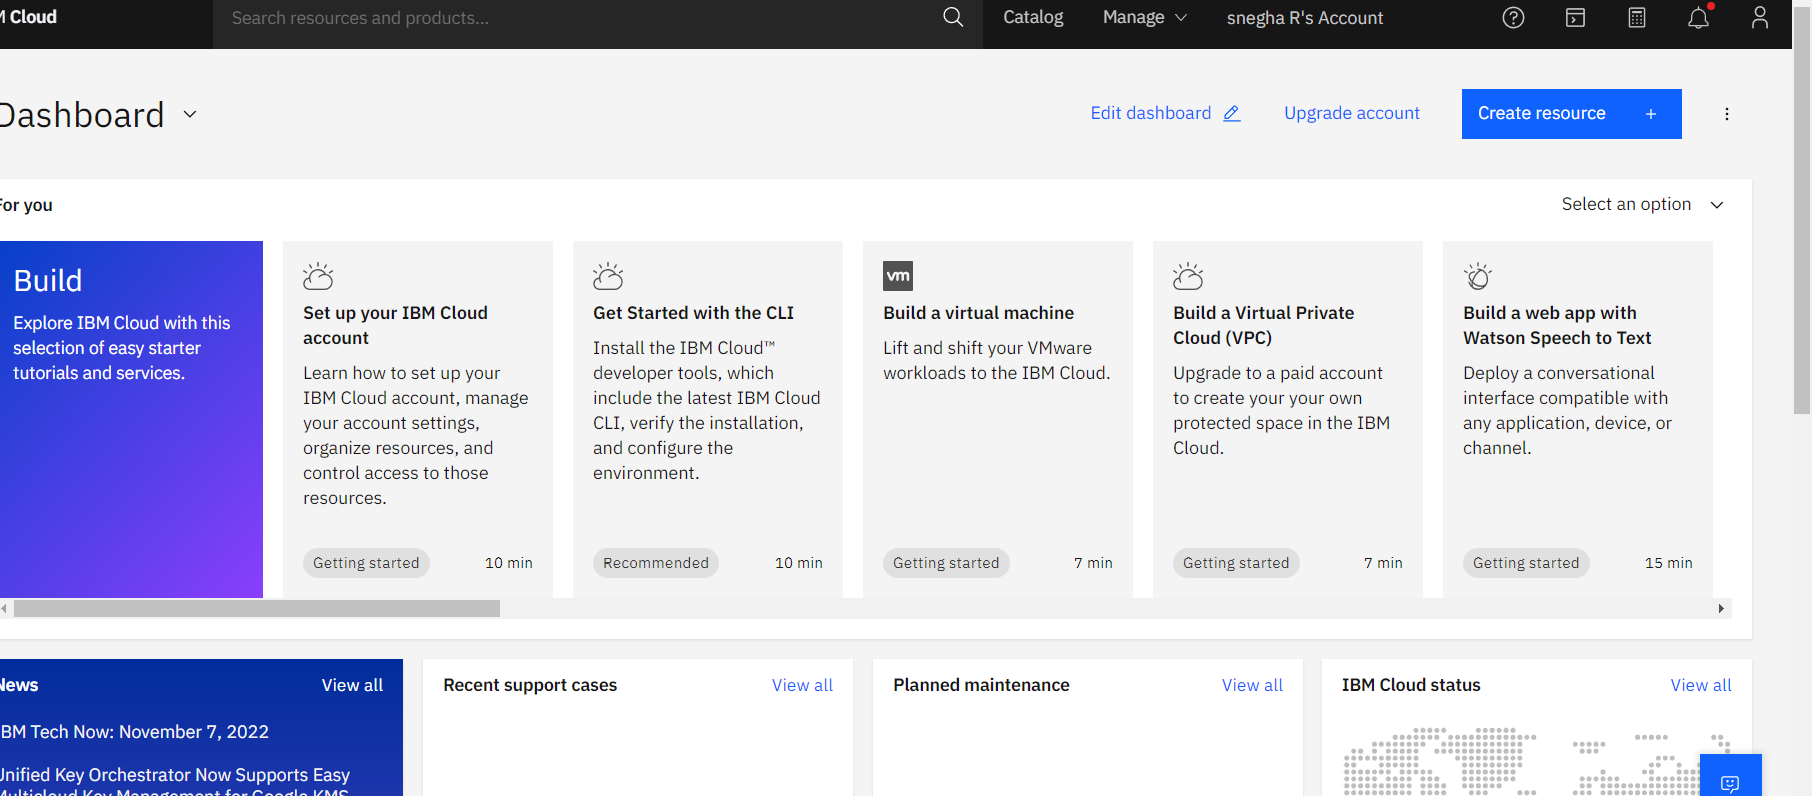 M Cloud
Search resources and products...
Catalog
Manage
snegha R's Account
Dashboard
Edit dashboard
Upgrade account
Create resource +
For you
Select an option
Build
Explore IBM Cloud with this
selection of easy starter
tutorials and services.
Set up your IBM Cloud
account
Learn how to set up your
IBM Cloud account, manage
your account settings,
organize resources, and
control access to those
resources.
Getting started
10 min
Get Started with the CLI
Install the IBM Cloud™
developer tools, which
include the latest IBM Cloud
CLI, verify the installation,
and configure the
environment.
Recommended
10 min
vm
Build a virtual machine
Lift and shift your VMware
workloads to the IBM Cloud.
Getting started
7 min
Build a Virtual Private
Cloud (VPC)
Upgrade to a paid account
to create your your own
protected space in the IBM
Cloud.
Getting started
7 min
Build a web app with
Watson Speech to Text
Deploy a conversational
interface compatible with
any application, device, or
channel.
Getting started
15 min
News
View all
IBM Tech Now: November 7, 2022
Unified Key Orchestrator Now Supports Easy
Multicloud Key Management for Google KMS
Recent support cases
View all
Planned maintenance
View all
IBM Cloud status
View all